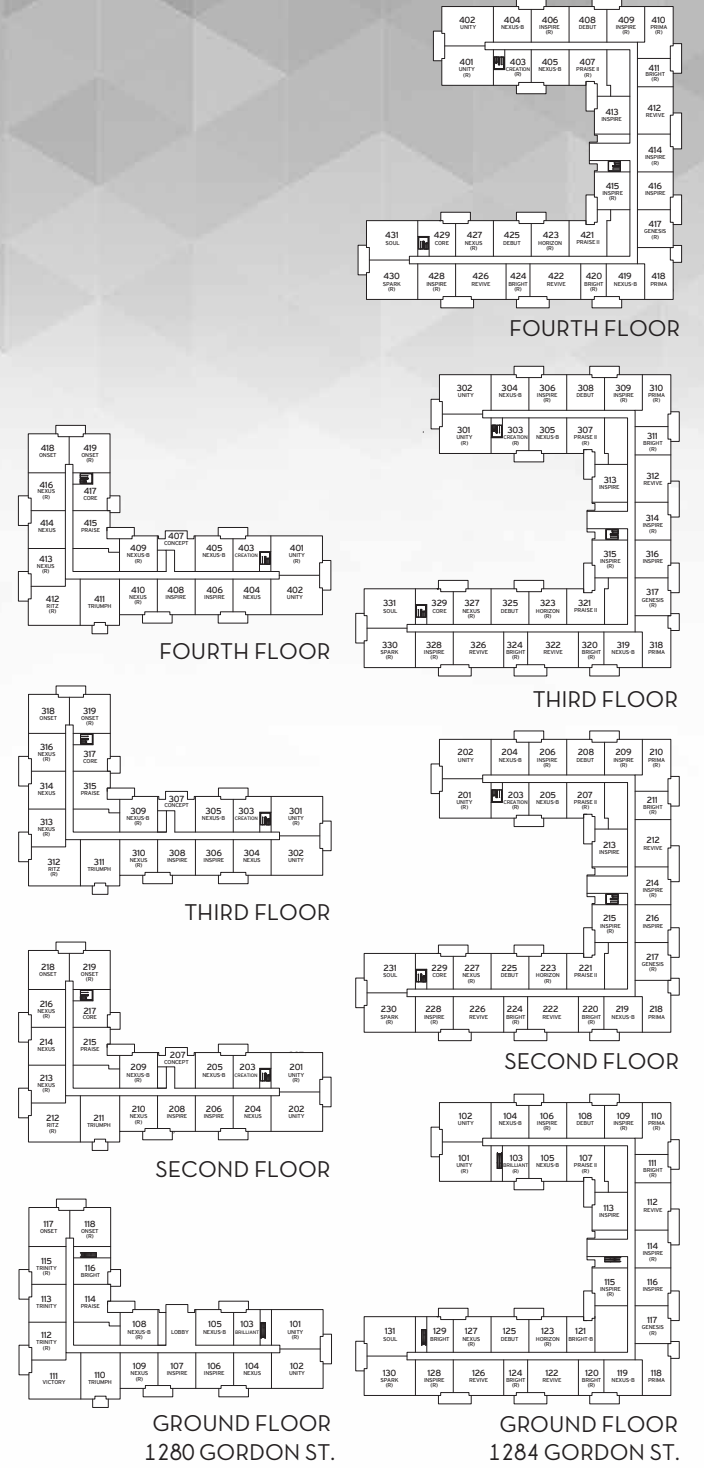 402 UNITY 404 NEXUS-B 406 INSPIRE (R) 408 DEBUT 409 INSPIRE (R) 410 PRIMA (R)
401 UNITY (R) 403 CREATION (R) 405 NEXUS-B 407 PRAISE II (R) 411 BRIGHT (R)
413 INSPIRE 412 REVIVE
414 INSPIRE (R)
415 INSPIRE (R) 416 INSPIRE
417 GENESIS (R)
431 SOUL 429 CORE 427 NEXUS (R) 425 DEBUT 423 HORIZON (R) 421 PRAISE II
430 SPARK (R) 428 INSPIRE (R) 426 REVIVE 424 BRIGHT (R) 422 REVIVE 420 BRIGHT (R) 419 NEXUS-B 418 PRIMA
FOURTH FLOOR
302 UNITY 304 NEXUS-B 306 INSPIRE (R) 308 DEBUT 309 INSPIRE (R) 310 PRIMA (R)
301 UNITY (R) 303 CREATION (R) 305 NEXUS-B 307 PRAISE II (R) 311 BRIGHT (R)
313 INSPIRE 312 REVIVE
314 INSPIRE (R)
315 INSPIRE (R) 316 INSPIRE
317 GENESIS (R)
331 SOUL 329 CORE 327 NEXUS (R) 325 DEBUT 323 HORIZON (R) 321 PRAISE II
330 SPARK (R) 328 INSPIRE (R) 326 REVIVE 324 BRIGHT (R) 322 REVIVE 320 BRIGHT (R) 319 NEXUS-B 318 PRIMA
THIRD FLOOR
202 UNITY 204 NEXUS-B 206 INSPIRE (R) 208 DEBUT 209 INSPIRE (R) 210 PRIMA (R)
201 UNITY (R) 203 CREATION (R) 205 NEXUS-B 207 PRAISE II (R) 211 BRIGHT (R)
213 INSPIRE 212 REVIVE
214 INSPIRE (R)
215 INSPIRE (R) 216 INSPIRE
217 GENESIS (R)
231 SOUL 229 CORE 227 NEXUS (R) 225 DEBUT 223 HORIZON (R) 221 PRAISE II
230 SPARK (R) 228 INSPIRE (R) 226 REVIVE 224 BRIGHT (R) 222 REVIVE 220 BRIGHT (R) 219 NEXUS-B 218 PRIMA
SECOND FLOOR
102 UNITY 104 NEXUS-B 106 INSPIRE (R) 108 DEBUT 109 INSPIRE (R) 110 PRIMA (R)
101 UNITY (R) 103 BRILLIANT (R) 105 NEXUS-B 107 PRAISE II (R) 111 BRIGHT (R)
113 INSPIRE 112 REVIVE
114 INSPIRE (R)
115 INSPIRE (R) 116 INSPIRE
117 GENESIS (R)
131 SOUL 129 BRIGHT 127 NEXUS (R) 125 DEBUT 123 HORIZON (R) 121 BRIGHT-B
130 SPARK (R) 128 INSPIRE (R) 126 REVIVE 124 BRIGHT (R) 122 REVIVE 120 BRIGHT (R) 119 NEXUS-B 118 PRIMA
GROUND FLOOR
1284 GORDON ST.
418 ONSET 419 ONSET (R)
416 NEXUS (R) 417 CORE
414 NEXUS 415 PRAISE
413 NEXUS (R) 409 NEXUS-B (R) 407 CONCEPT 405 NEXUS-B 403 CREATION 401 UNITY (R)
412 RITZ (R) 411 TRIUMPH 410 NEXUS (R) 408 INSPIRE 406 INSPIRE 404 NEXUS 402 UNITY
FOURTH FLOOR
318 ONSET 319 ONSET (R)
316 NEXUS (R) 317 CORE
314 NEXUS 315 PRAISE
313 NEXUS (R) 309 NEXUS-B (R) 307 CONCEPT 305 NEXUS-B 303 CREATION 301 UNITY (R)
312 RITZ (R) 311 TRIUMPH 310 NEXUS (R) 308 INSPIRE 306 INSPIRE 304 NEXUS 302 UNITY
THIRD FLOOR
218 ONSET 219 ONSET (R)
216 NEXUS (R) 217 CORE
214 NEXUS 215 PRAISE
213 NEXUS (R) 209 NEXUS-B (R) 207 CONCEPT 205 NEXUS-B 203 CREATION 201 UNITY (R)
212 RITZ (R) 211 TRIUMPH 210 NEXUS (R) 208 INSPIRE 206 INSPIRE 204 NEXUS 202 UNITY
SECOND FLOOR
117 ONSET 118 ONSET (R)
115 TRINITY (R) 116 BRIGHT
113 TRINITY 114 PRAISE
112 TRINITY (R) 108 NEXUS-B (R) LOBBY 105 NEXUS-B 103 BRILLIANT 101 UNITY (R)
111 VICTORY 110 TRIUMPH 109 NEXUS (R) 107 INSPIRE 106 INSPIRE 104 NEXUS 102 UNITY
GROUND FLOOR
1280 GORDON ST.